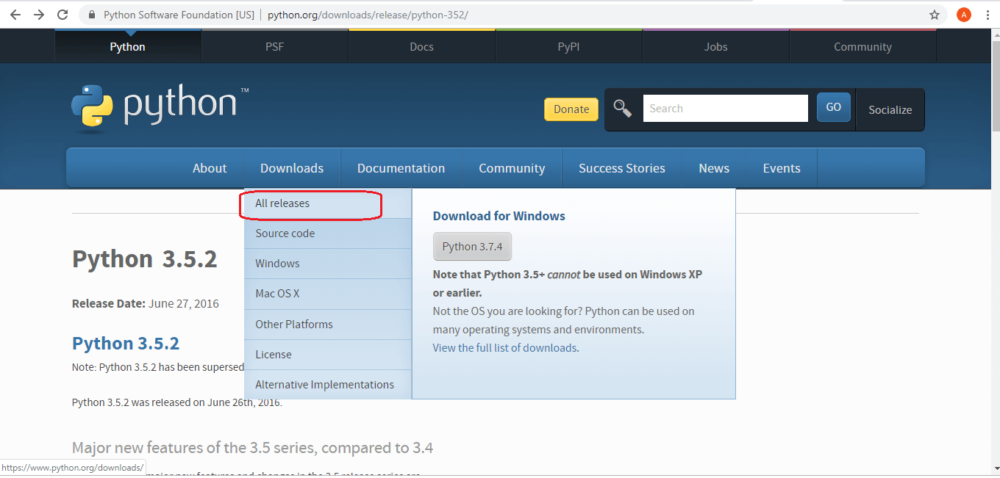 Python Software Foundation [US] | python.org/downloads/release/python-352/
A
Python PSF Docs PyPI Jobs Community
python™
Donate Search GO Socialize
About Downloads Documentation Community Success Stories News Events
All releases
Source code
Windows
Mac OS X
Other Platforms
License
Alternative Implementations
Download for Windows
Python 3.7.4
Note that Python 3.5+ cannot be used on Windows XP
or earlier.
Not the OS you are looking for? Python can be used on
many operating systems and environments.
View the full list of downloads.
Python 3.5.2
Release Date: June 27, 2016
Python 3.5.2
Note: Python 3.5.2 has been supersed
Python 3.5.2 was released on June 26th, 2016.
Major new features of the 3.5 series, compared to 3.4
https://www.python.org/downloads/